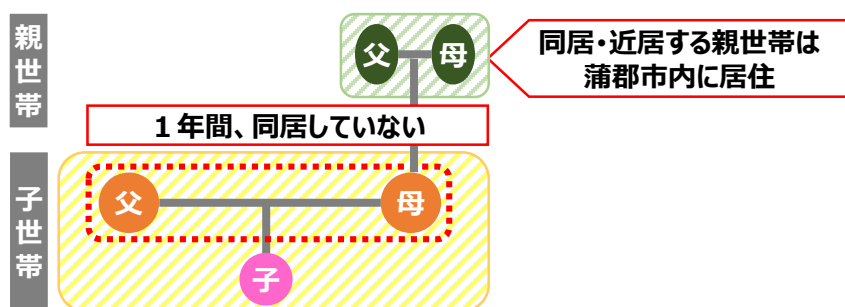 親世帯
父
母
同居・近居する親世帯は
蒲郡市内に居住
１年間、同居していない
子世帯
父
母
子